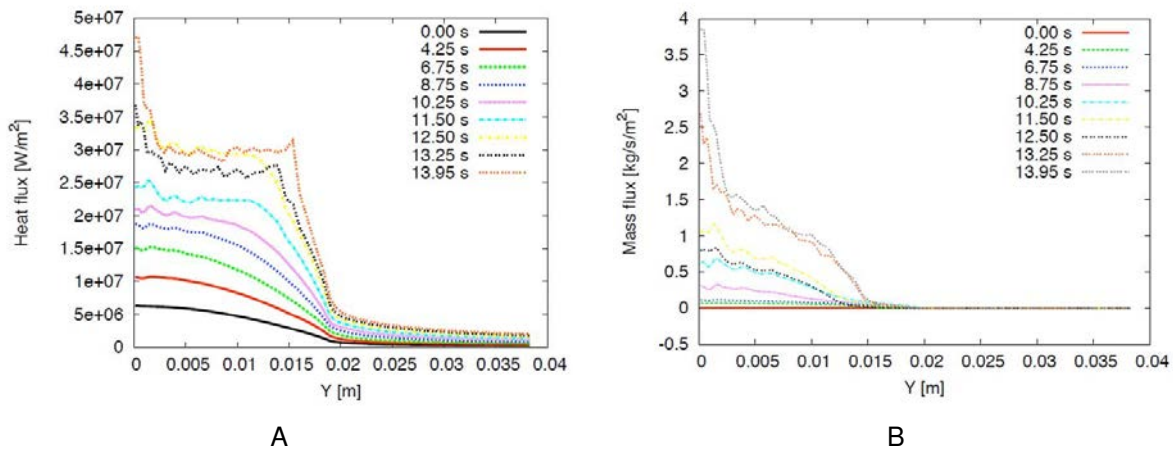 5e+07
4.5e+07
4e+07
3.5e+07
3e+07
2.5e+07
2e+07
1.5e+07
1e+07
5e+06
0
Heat flux [W/m²]
0.00 s
4.25 s
6.75 s
8.75 s
10.25 s
11.50 s
12.50 s
13.25 s
13.95 s
0 0.005 0.01 0.015 0.02 0.025 0.03 0.035 0.04
Y [m]
A
4
3.5
3
2.5
2
1.5
1
0.5
0
-0.5
Mass flux [kg/s/m²]
0.00 s
4.25 s
6.75 s
8.75 s
10.25 s
11.50 s
12.50 s
13.25 s
13.95 s
0 0.005 0.01 0.015 0.02 0.025 0.03 0.035 0.04
Y [m]
B